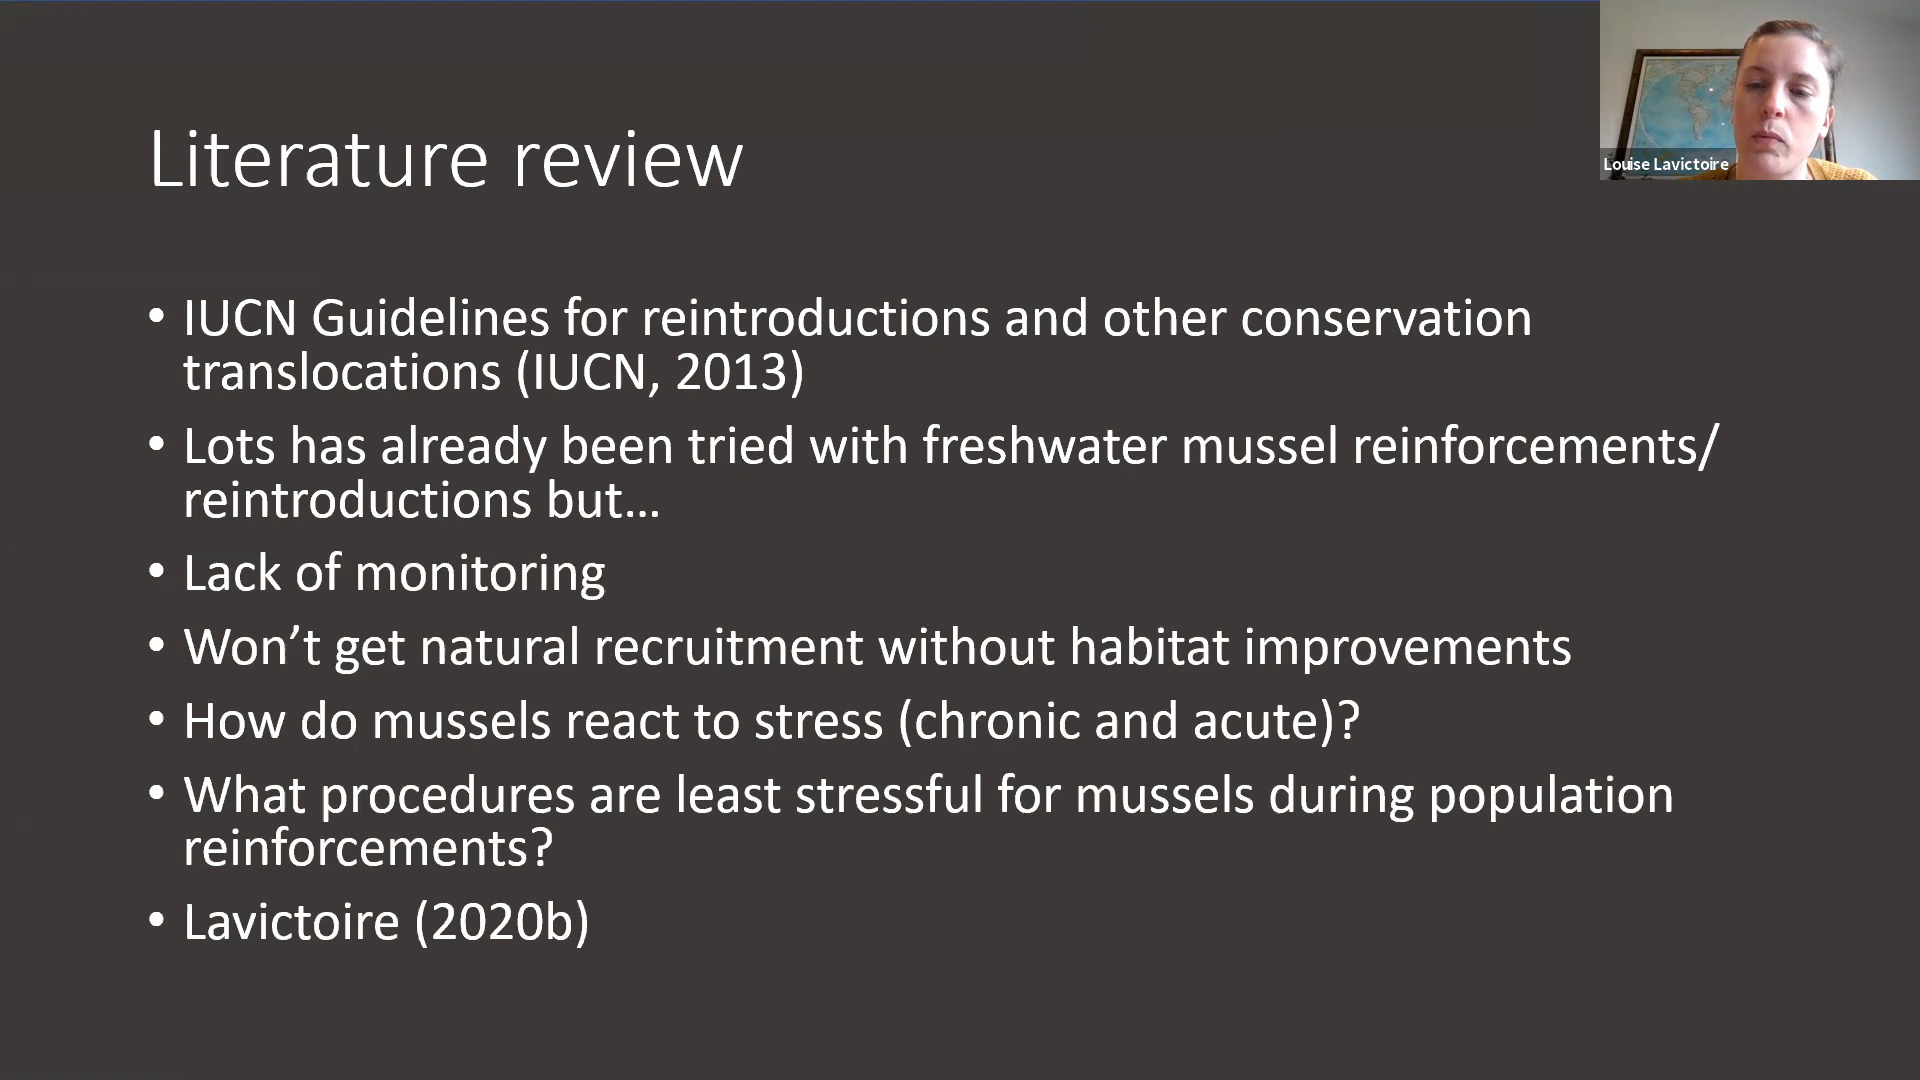 Literature review
Louise Lavictoire
• IUCN Guidelines for reintroductions and other conservation
translocations (IUCN, 2013)
• Lots has already been tried with freshwater mussel reinforcements/
reintroductions but…
• Lack of monitoring
• Won’t get natural recruitment without habitat improvements
• How do mussels react to stress (chronic and acute)?
• What procedures are least stressful for mussels during population
reinforcements?
• Lavictoire (2020b)